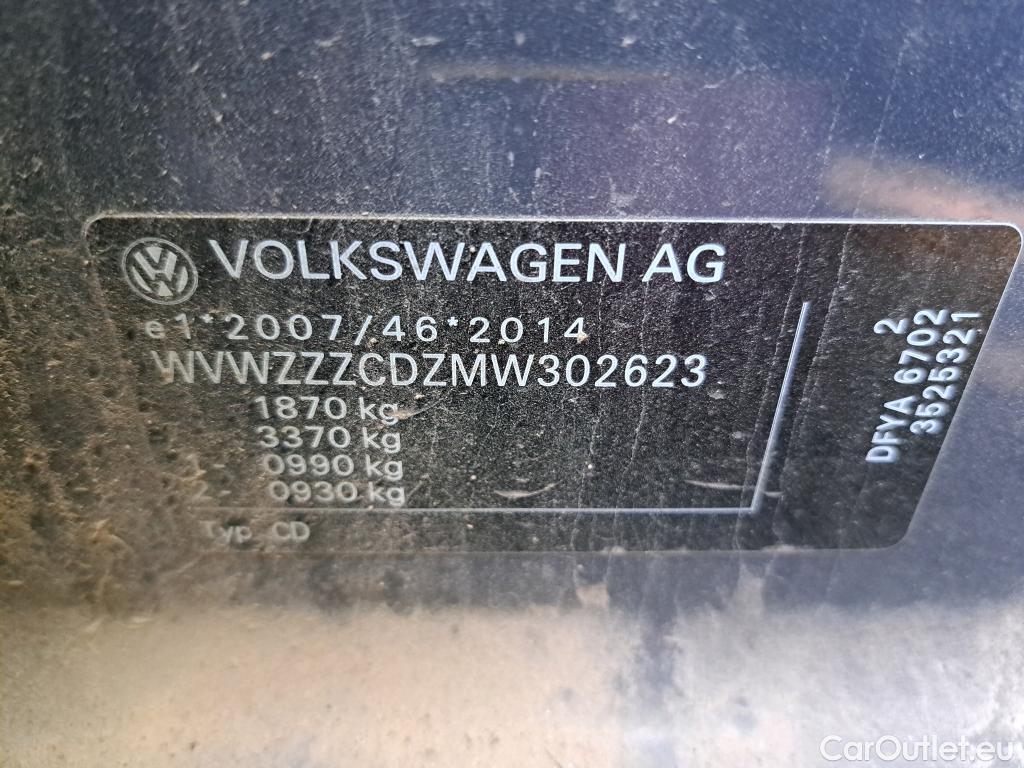 VOLKSWAGEN AG
e1*2007/46*2014
WVWZZZCDZMW302623
1870 kg
3370 kg
0990 kg
2- 0930 kg
Typ CD
2
DFYA 6702
3525321
CarOutlet.eu